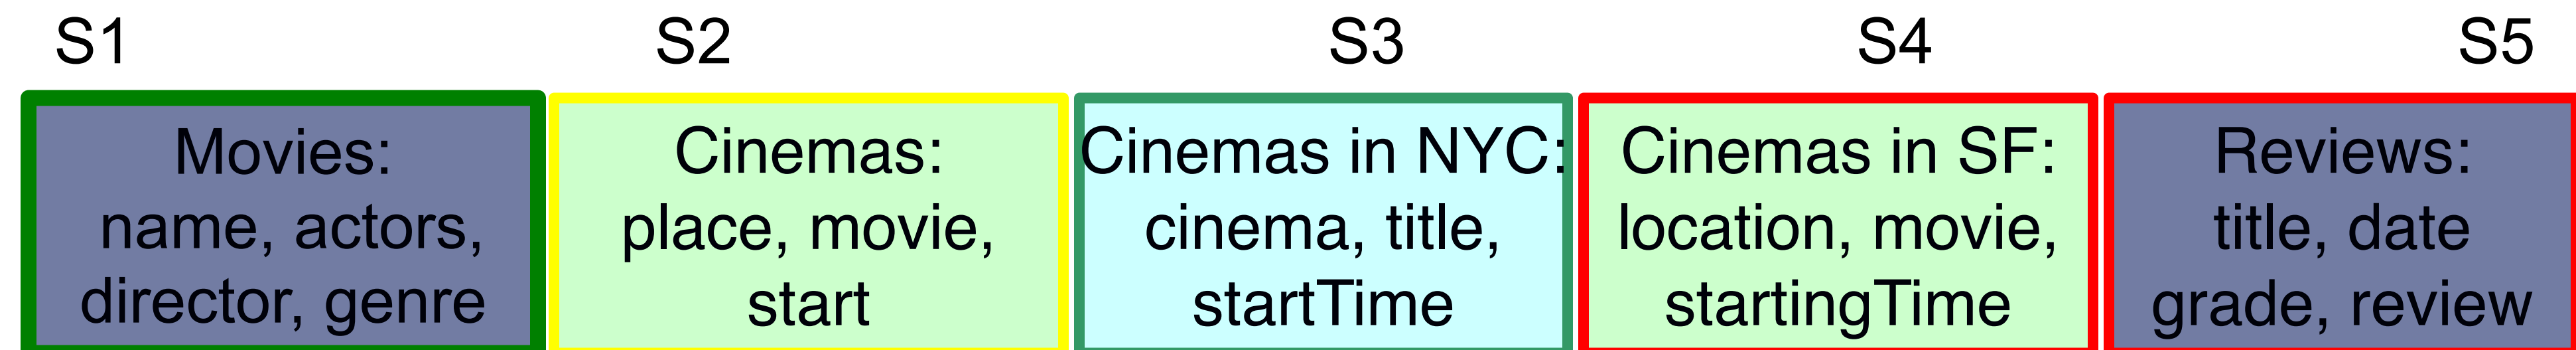 S1
S2
S3
S4
S5
Movies:
name, actors,
director, genre
Cinemas:
place, movie,
start
Cinemas in NYC:
cinema, title,
startTime
Cinemas in SF:
location, movie,
startingTime
Reviews:
title, date
grade, review